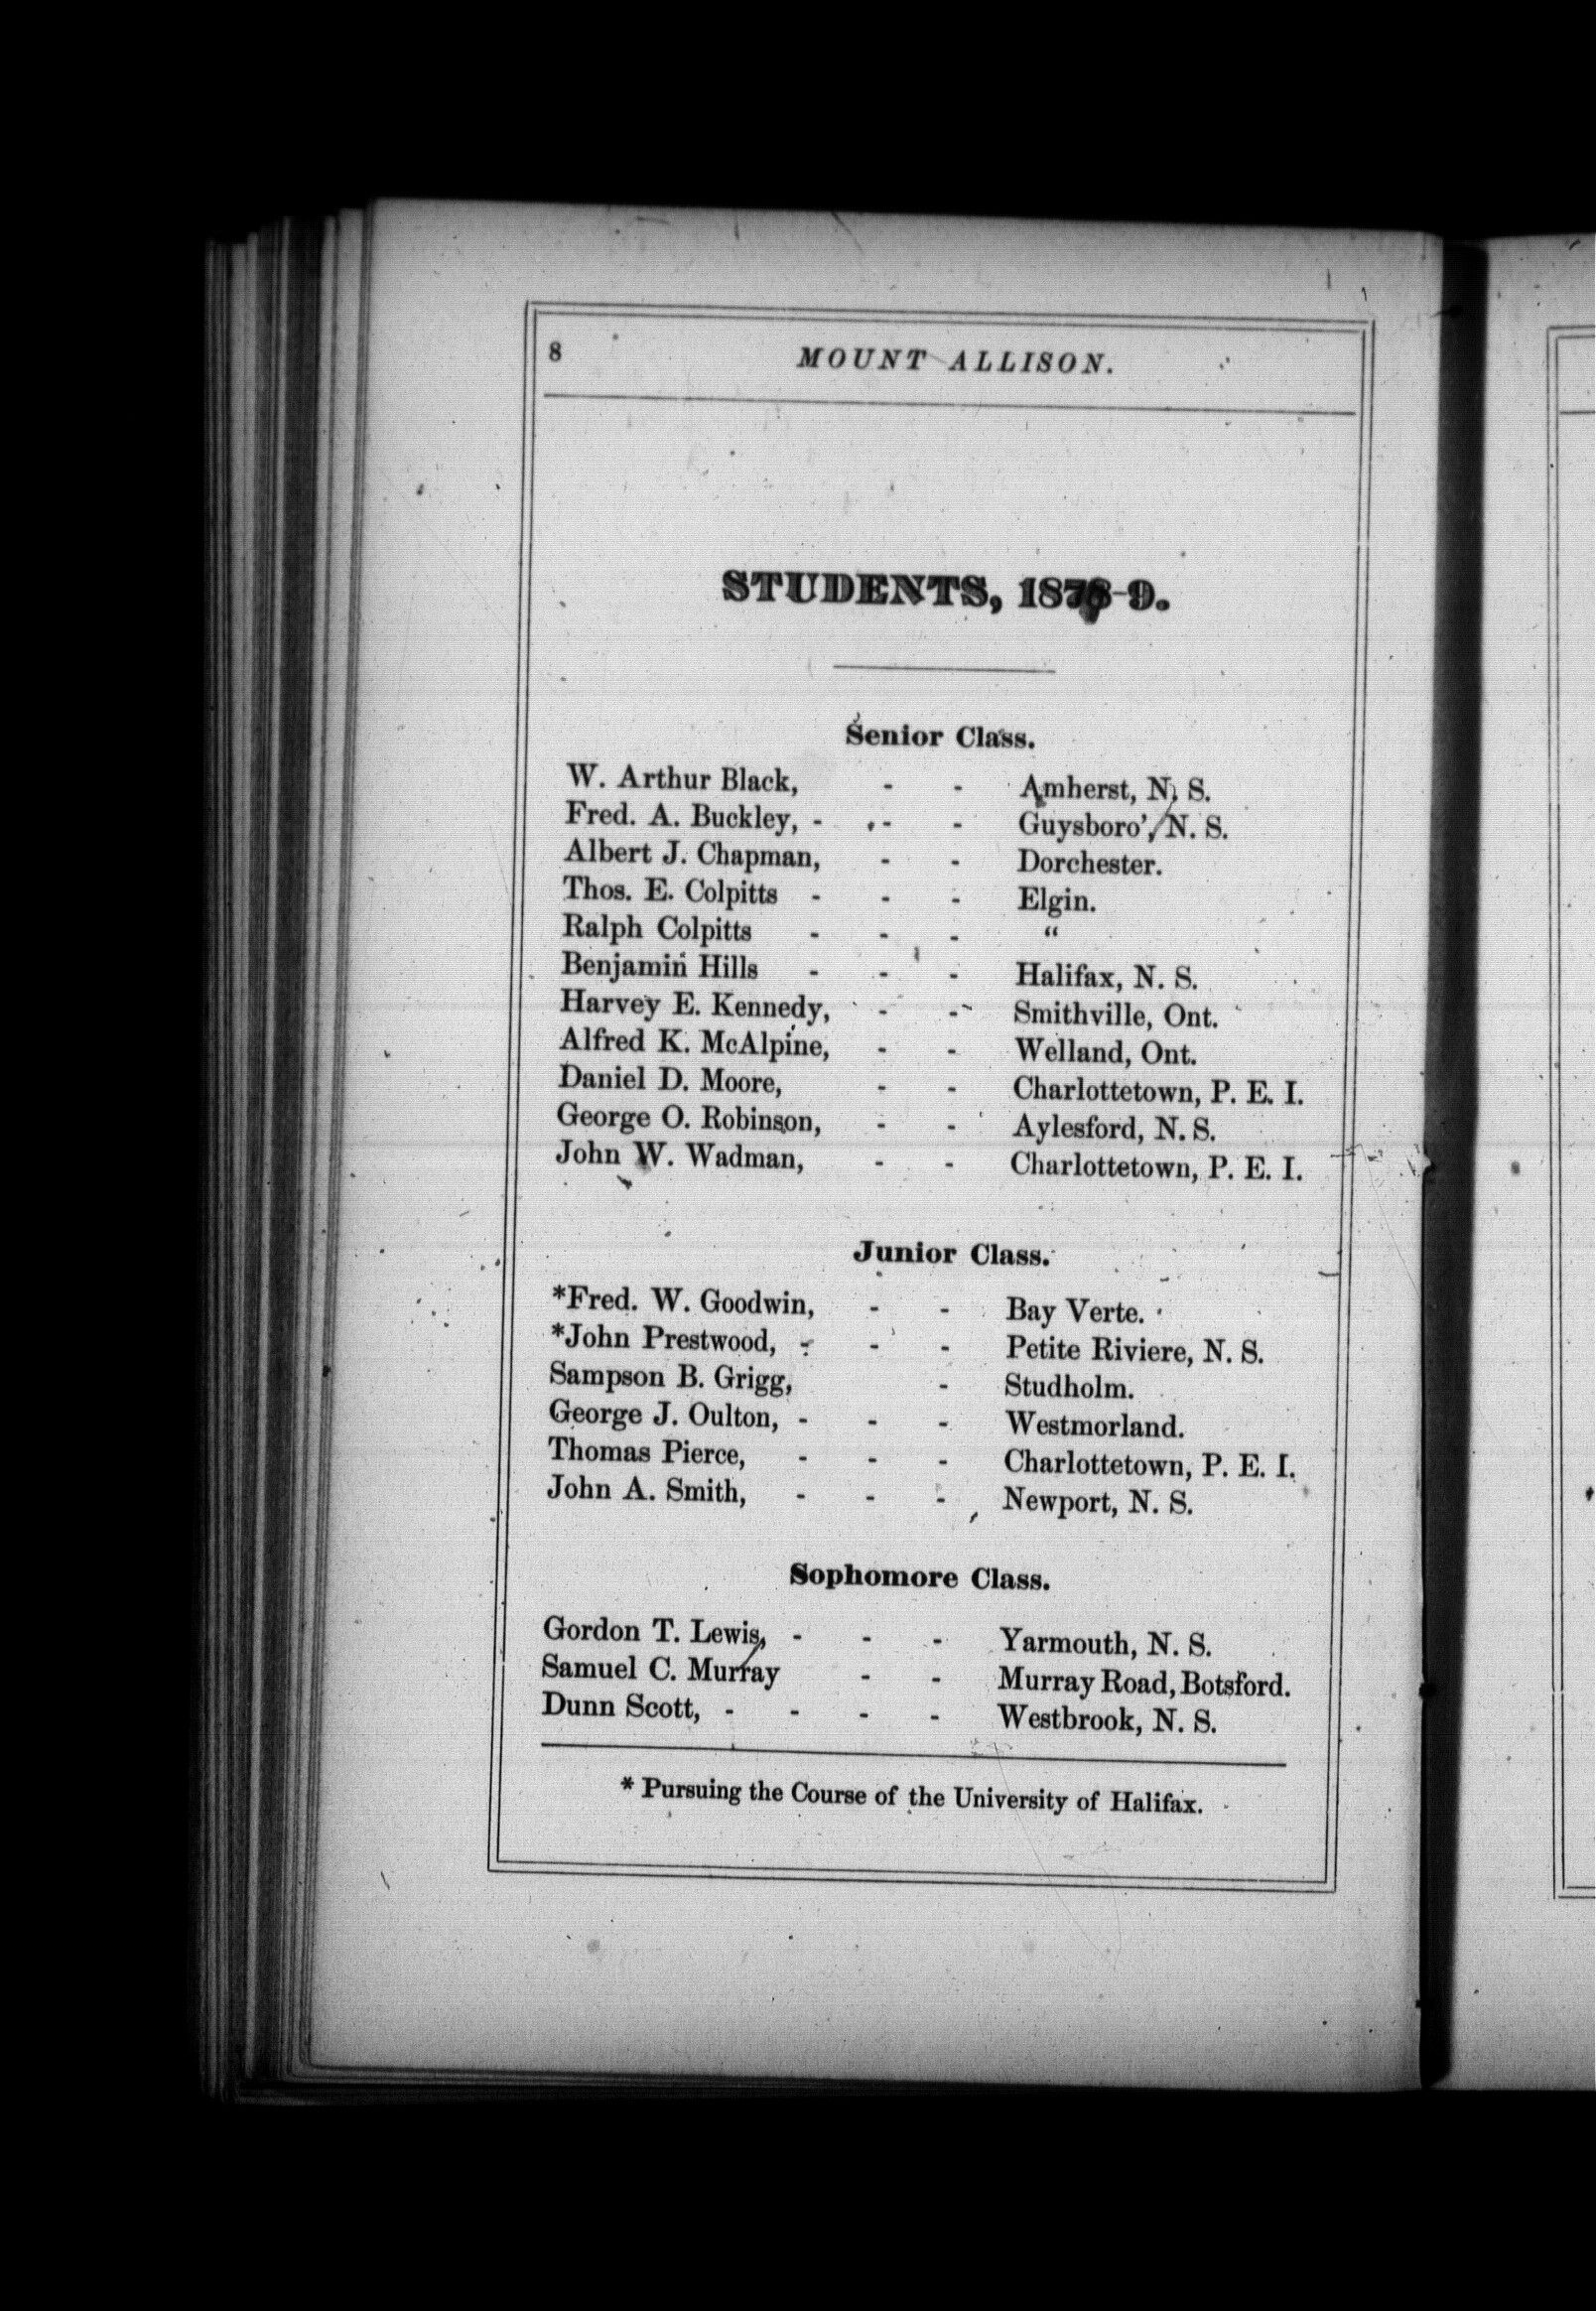 8 MOUNT ALLISON.
STUDENTS, 1878-9.
Senior Class.
W. Arthur Black, - - Amherst, N. S.
Fred. A. Buckley, - - - Guysboro', N. S.
Albert J. Chapman, - - Dorchester.
Thos. E. Colpitts - - - Elgin.
Ralph Colpitts - - - “
Benjamin Hills - - - Halifax, N. S.
Harvey E. Kennedy, - - Smithville, Ont.
Alfred K. McAlpine, - - Welland, Ont.
Daniel D. Moore, - - Charlottetown, P. E. I.
George O. Robinson, - - Aylesford, N. S.
John W. Wadman, - - Charlottetown, P. E. I.
Junior Class.
*Fred. W. Goodwin, - - Bay Verte.
*John Prestwood, - - - Petite Riviere, N. S.
Sampson B. Grigg, - Studholm.
George J. Oulton, - - - Westmorland.
Thomas Pierce, - - - Charlottetown, P. E. I.
John A. Smith, - - - Newport, N. S.
Sophomore Class.
Gordon T. Lewis, - - - Yarmouth, N. S.
Samuel C. Murray - - Murray Road, Botsford.
Dunn Scott, - - - - Westbrook, N. S.
* Pursuing the Course of the University of Halifax.